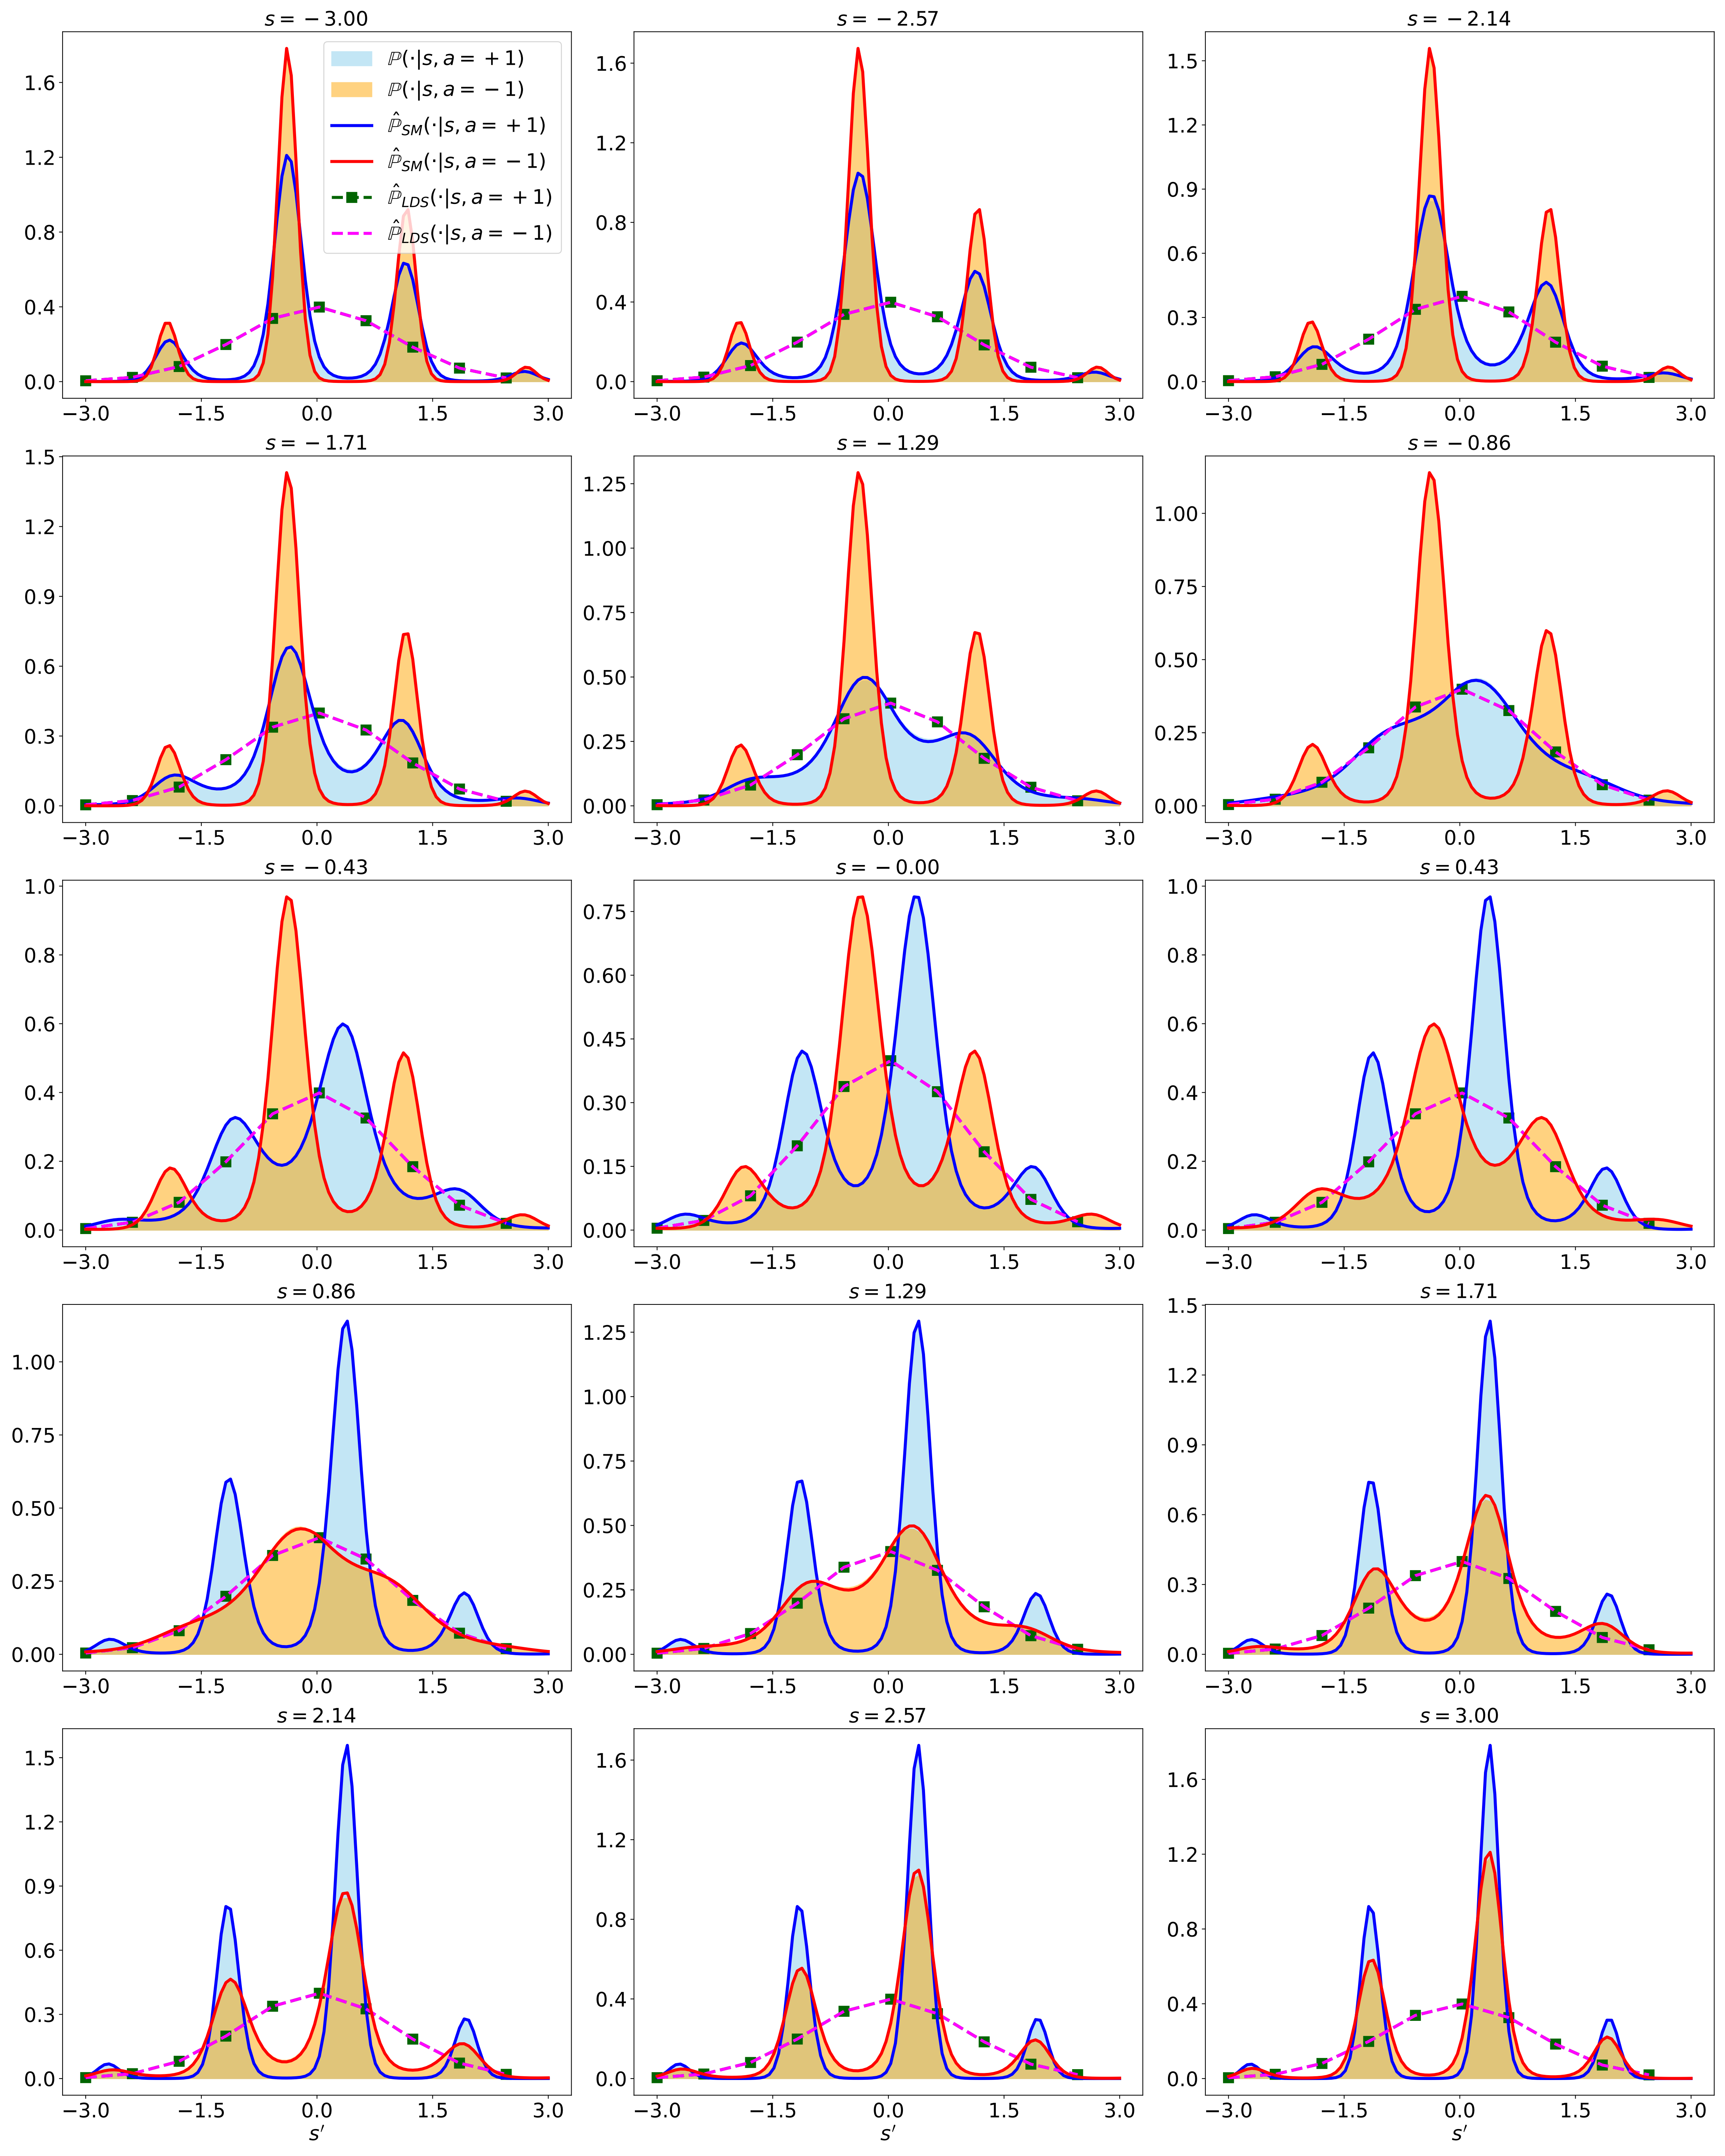 s = −3.00
ℙ(·|s, a = +1)
ℙ(·|s, a = −1)
ℙ̂_SM(·|s, a = +1)
ℙ̂_SM(·|s, a = −1)
ℙ̂_LDS(·|s, a = +1)
ℙ̂_LDS(·|s, a = −1)
1.6
1.2
0.8
0.4
0.0
−3.0 −1.5 0.0 1.5 3.0
s = −2.57
1.6
1.2
0.8
0.4
0.0
−3.0 −1.5 0.0 1.5 3.0
s = −2.14
1.5
1.2
0.9
0.6
0.3
0.0
−3.0 −1.5 0.0 1.5 3.0
s = −1.71
1.5
1.2
0.9
0.6
0.3
0.0
−3.0 −1.5 0.0 1.5 3.0
s = −1.29
1.25
1.00
0.75
0.50
0.25
0.00
−3.0 −1.5 0.0 1.5 3.0
s = −0.86
1.00
0.75
0.50
0.25
0.00
−3.0 −1.5 0.0 1.5 3.0
s = −0.43
1.0
0.8
0.6
0.4
0.2
0.0
−3.0 −1.5 0.0 1.5 3.0
s = −0.00
0.75
0.60
0.45
0.30
0.15
0.00
−3.0 −1.5 0.0 1.5 3.0
s = 0.43
1.0
0.8
0.6
0.4
0.2
0.0
−3.0 −1.5 0.0 1.5 3.0
s = 0.86
1.00
0.75
0.50
0.25
0.00
−3.0 −1.5 0.0 1.5 3.0
s = 1.29
1.25
1.00
0.75
0.50
0.25
0.00
−3.0 −1.5 0.0 1.5 3.0
s = 1.71
1.5
1.2
0.9
0.6
0.3
0.0
−3.0 −1.5 0.0 1.5 3.0
s = 2.14
1.5
1.2
0.9
0.6
0.3
0.0
−3.0 −1.5 0.0 1.5 3.0
s′
s = 2.57
1.6
1.2
0.8
0.4
0.0
−3.0 −1.5 0.0 1.5 3.0
s′
s = 3.00
1.6
1.2
0.8
0.4
0.0
−3.0 −1.5 0.0 1.5 3.0
s′